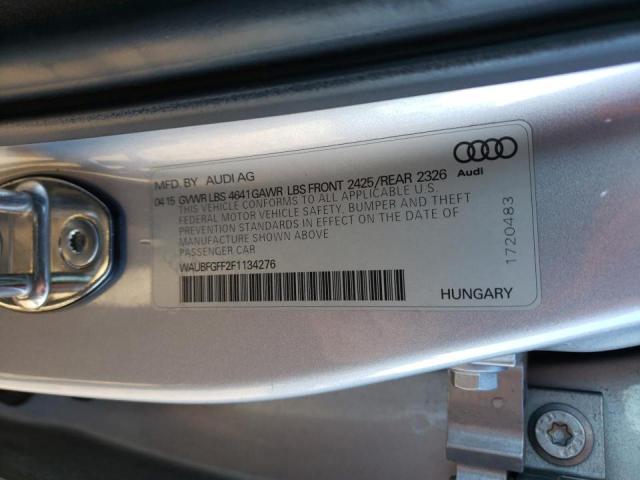 MFD. BY AUDI AG
Audi
04 15 GVWR LBS 4641 GAWR LBS FRONT 2425/REAR 2326
THIS VEHICLE CONFORMS TO ALL APPLICABLE U.S.
FEDERAL MOTOR VEHICLE SAFETY, BUMPER AND THEFT
PREVENTION STANDARDS IN EFFECT ON THE DATE OF
MANUFACTURE SHOWN ABOVE
PASSENGER CAR
WAUBFGFF2F1134276
HUNGARY
1720483